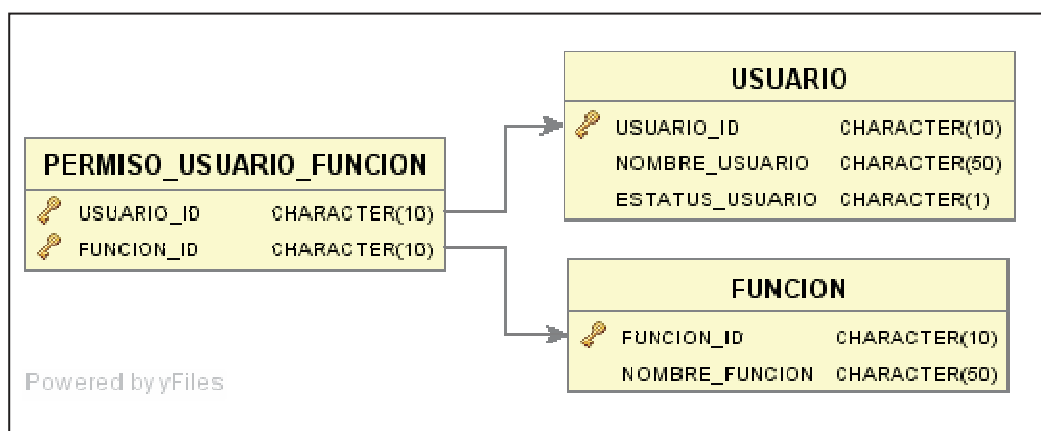 PERMISO_USUARIO_FUNCION
USUARIO_ID CHARACTER(10)
FUNCION_ID CHARACTER(10)
USUARIO
USUARIO_ID CHARACTER(10)
NOMBRE_USUARIO CHARACTER(50)
ESTATUS_USUARIO CHARACTER(1)
FUNCION
FUNCION_ID CHARACTER(10)
NOMBRE_FUNCION CHARACTER(50)
Powered by yFiles